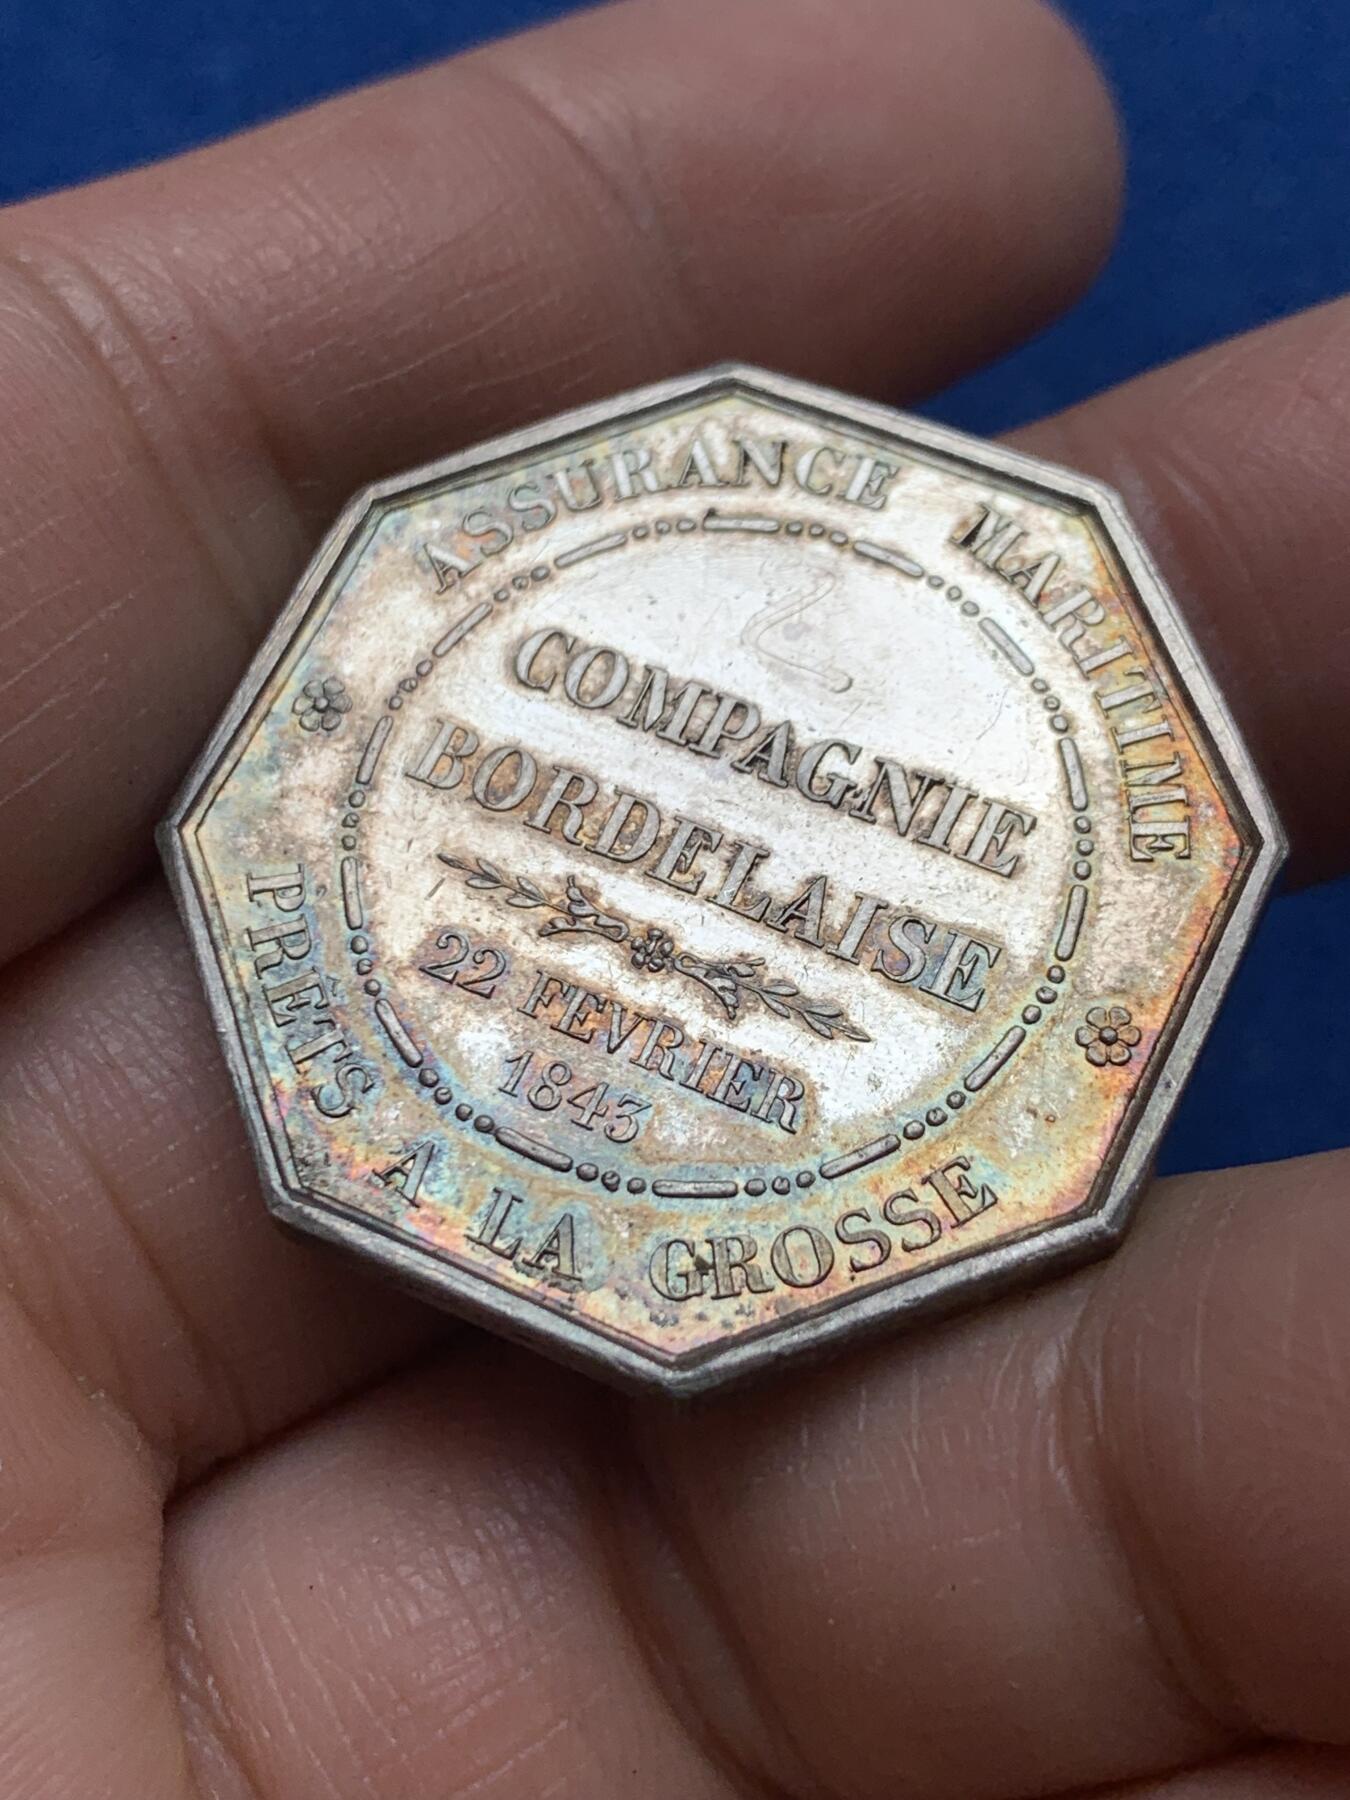 ASSURANCE MARITIME
COMPAGNIE
BORDELAISE
22 FEVRIER
1843
PRÊTS A LA GROSSE